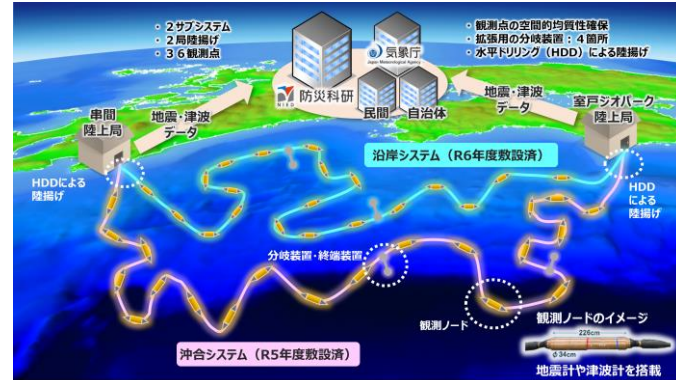 ・２サブシステム
・２局陸揚げ
・３６観測点
・観測点の空間的均質性確保
・拡張用の分岐装置：４箇所
・水平ドリリング（HDD）による陸揚げ
気象庁
Japan Meteorological Agency
NIED
防災科研
民間
自治体
串間
陸上局
地震・津波
データ
地震・津波
データ
室戸ジオパーク
陸上局
HDDによる
陸揚げ
沿岸システム（R6年度敷設済）
HDD
による
陸揚げ
分岐装置・終端装置
観測ノード
沖合システム（R5年度敷設済）
観測ノードのイメージ
226cm
Φ34cm
地震計や津波計を搭載